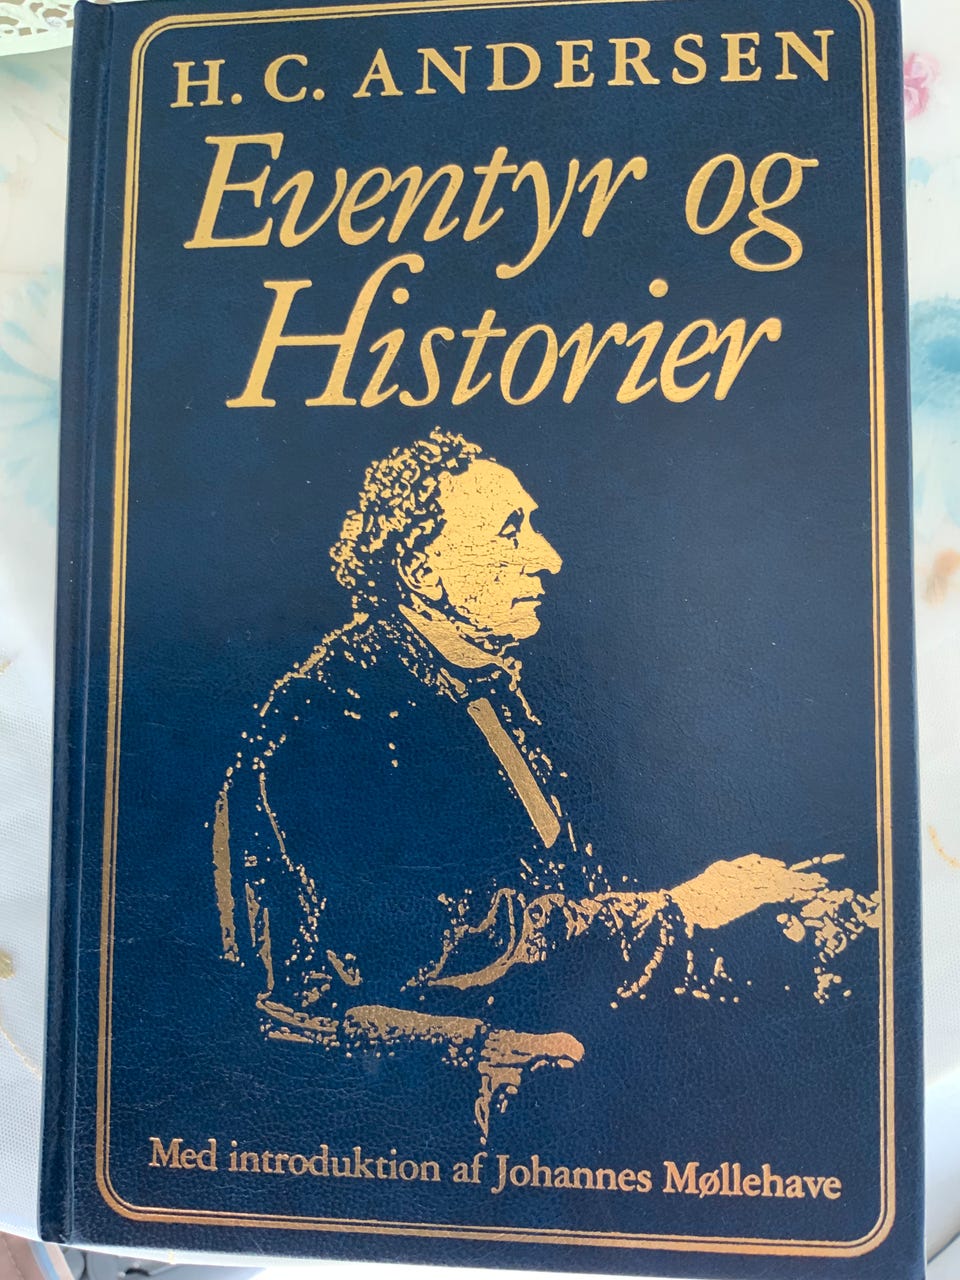 H. C. ANDERSEN
Eventyr og
Historier
Med introduktion af Johannes Møllehave